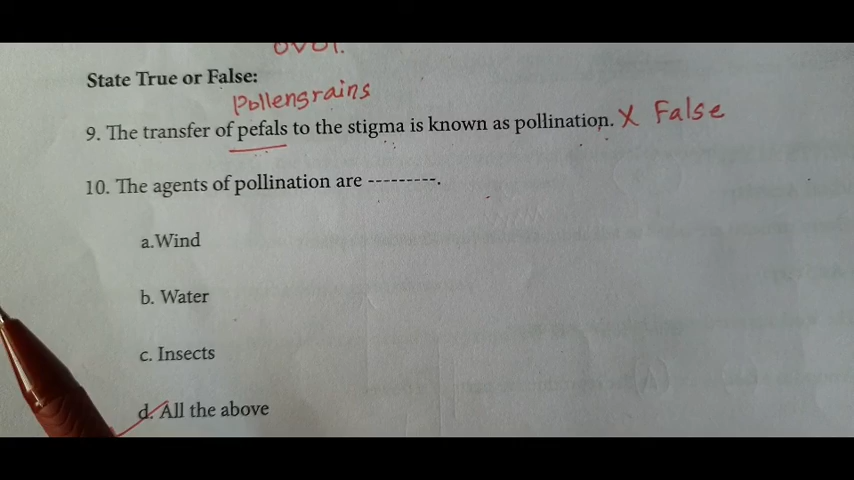 ovul.
State True or False:
Pollengrains
9. The transfer of pefals to the stigma is known as pollination. X False
10. The agents of pollination are ---------.
a.Wind
b. Water
c. Insects
d. All the above